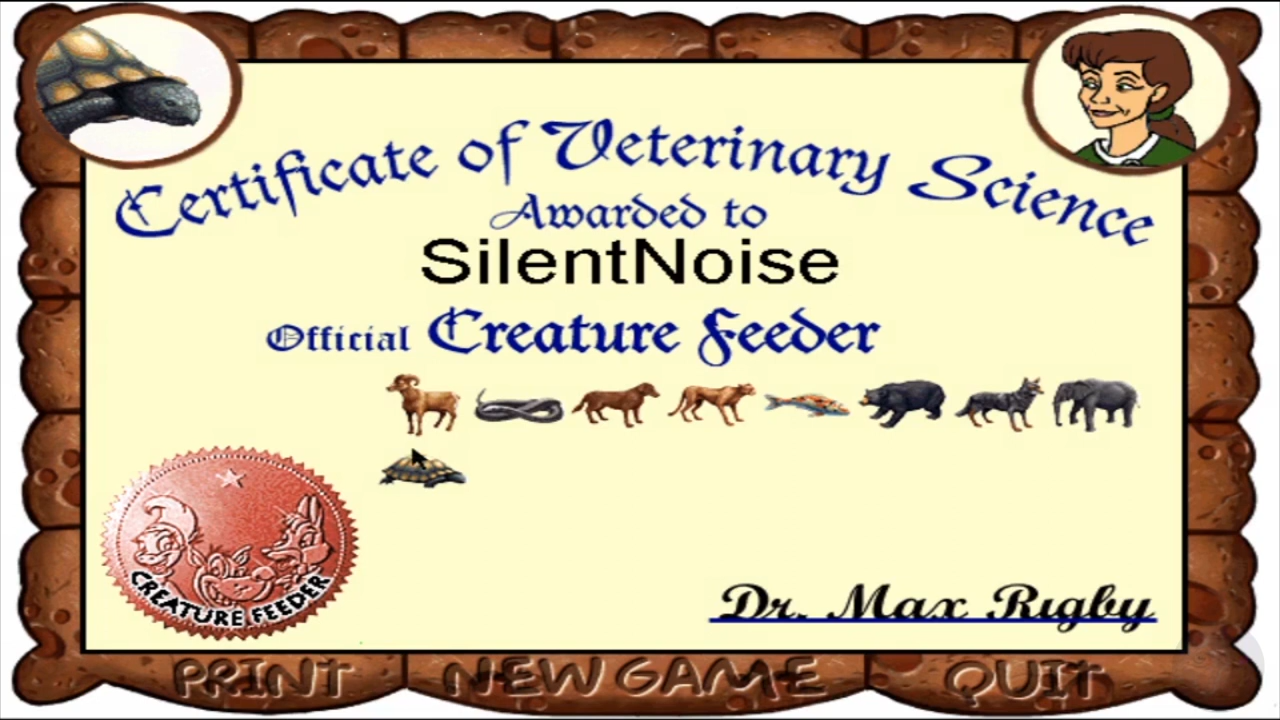 Certificate of Veterinary Science
Awarded to
SilentNoise
Official Creature Feeder
CREATURE FEEDER
Dr. Max Rigby
PRINT NEW GAME QUIT